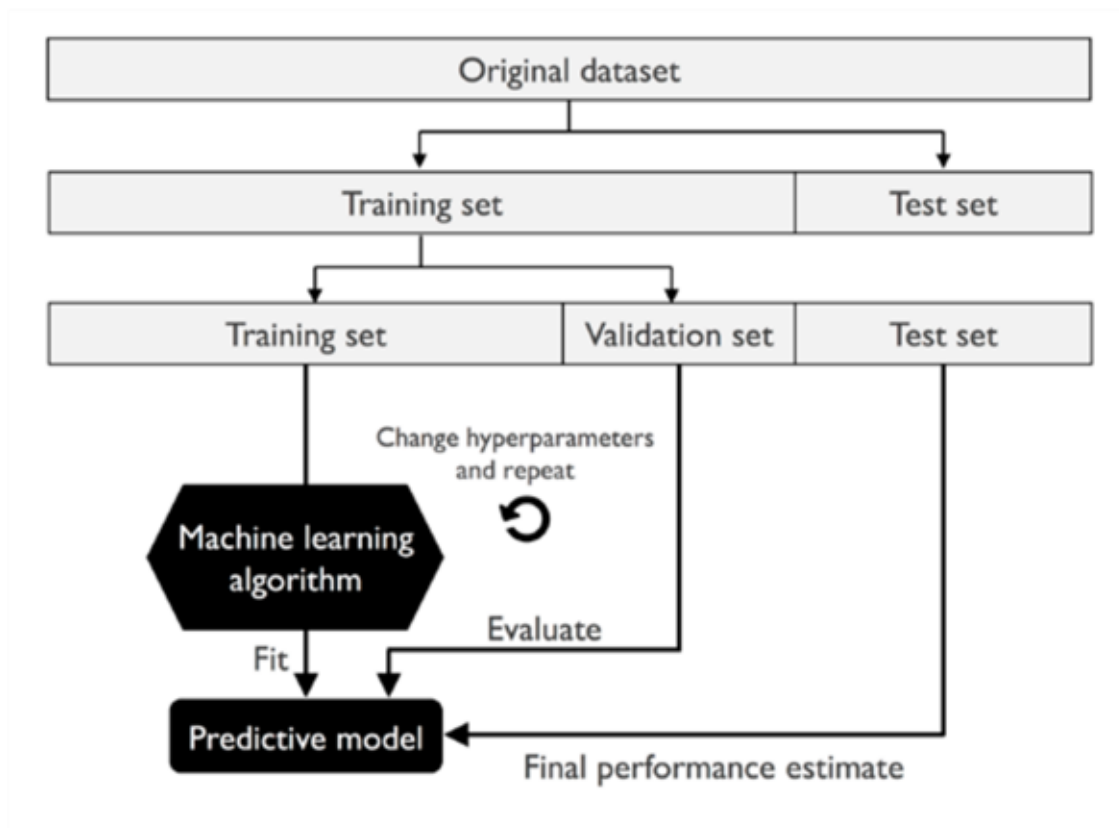 Original dataset
Training set
Test set
Training set
Validation set
Test set
Change hyperparameters
and repeat
Machine learning
algorithm
Evaluate
Fit
Predictive model
Final performance estimate